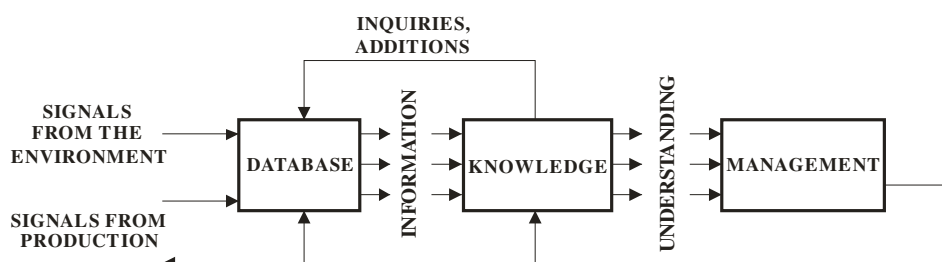 INQUIRIES,
ADDITIONS
SIGNALS
FROM THE
ENVIRONMENT
DATABASE
INFORMATION
KNOWLEDGE
UNDERSTANDING
MANAGEMENT
SIGNALS FROM
PRODUCTION